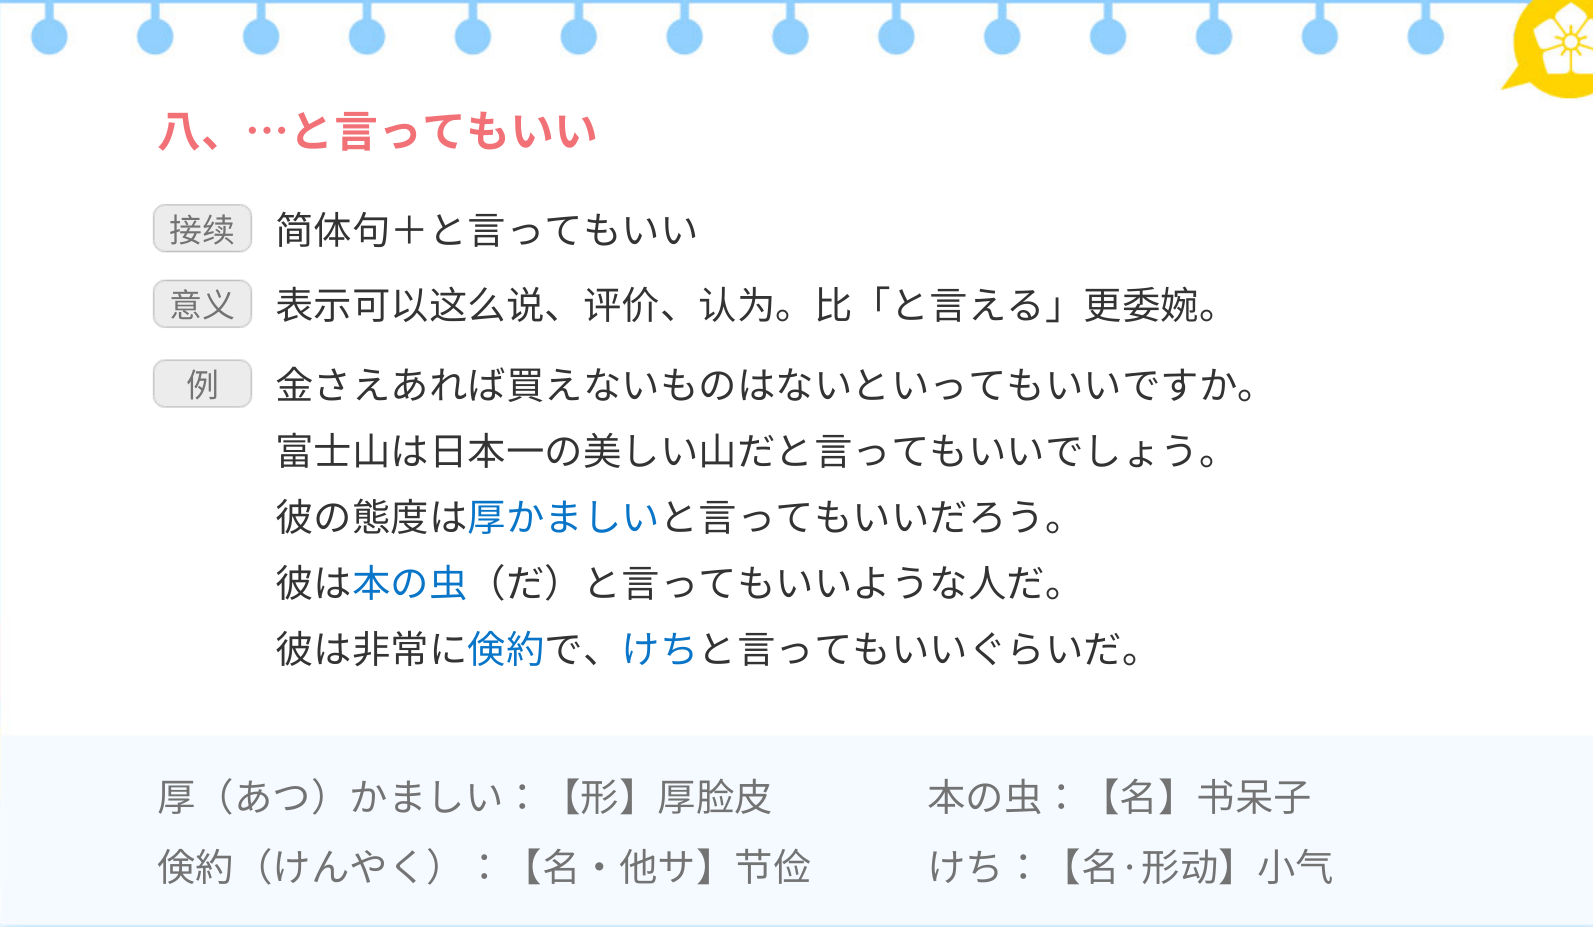 八、…と言ってもいい
接续 简体句＋と言ってもいい
意义 表示可以这么说、评价、认为。比「と言える」更委婉。
例 金さえあれば買えないものはないといってもいいですか。
富士山は日本一の美しい山だと言ってもいいでしょう。
彼の態度は厚かましいと言ってもいいだろう。
彼は本の虫（だ）と言ってもいいような人だ。
彼は非常に倹約で、けちと言ってもいいぐらいだ。
厚（あつ）かましい：【形】厚脸皮 本の虫：【名】书呆子
倹約（けんやく）：【名・他サ】节俭 けち：【名·形动】小气